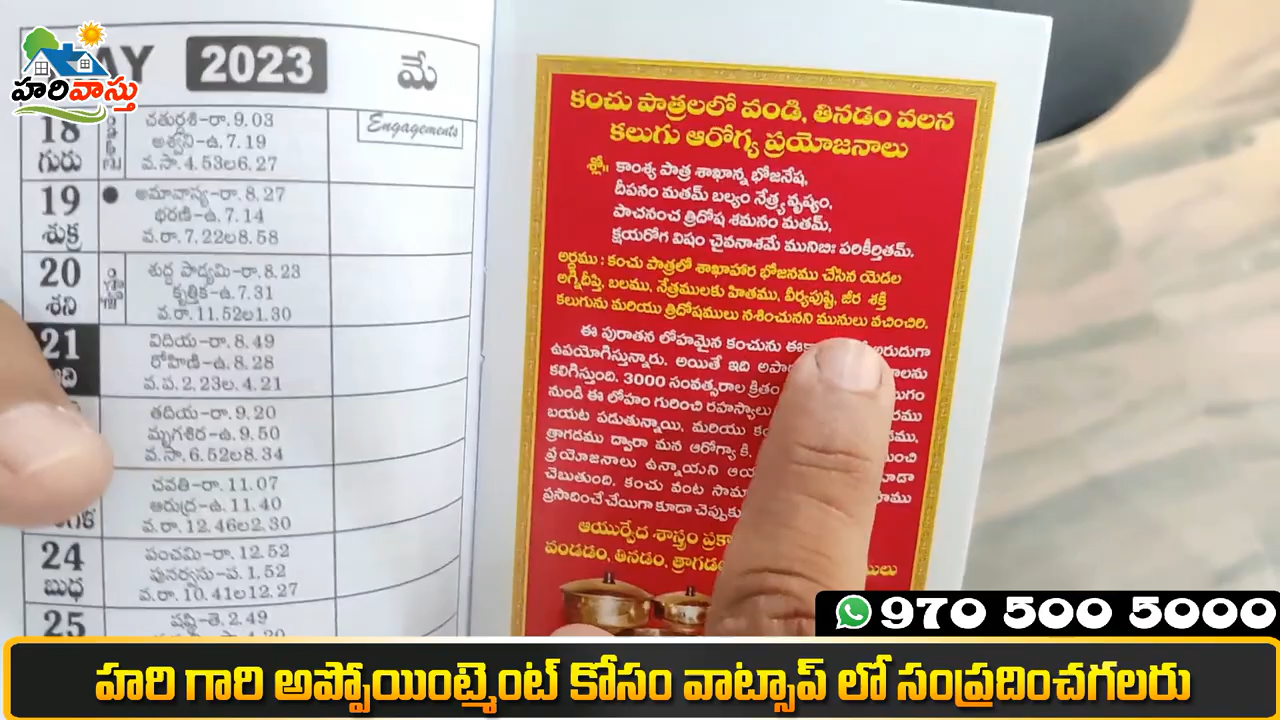 హరివాస్తు
MAY 2023 మే
Engagements
18 గురు
చతుర్దశి-రా.9.03
అశ్వని-ఉ.7.19
వ.సా.4.53ల6.27
19 శుక్ర
అమావాస్య-రా.8.27
భరణి-ఉ.7.14
వ.రా.7.22ల8.58
20 శని
శుద్ధ పాడ్యమి-రా.8.23
కృత్తిక-ఉ.7.31
వ.రా.11.52ల1.30
21
విదియ-రా.8.49
రోహిణి-ఉ.8.28
వ.ప.2.23ల.4.21
తదియ-రా.9.20
మృగశిర-ఉ.9.50
వ.సా.6.52ల8.34
చవతి-రా.11.07
ఆరుద్ర-ఉ.11.40
వ.రా.12.46ల2.30
24 బుధ
పంచమి-రా.12.52
పునర్వసు-ప.1.52
వ.రా.10.41ల12.27
25
షష్ఠి-తె.2.49
కంచు పాత్రలలో వండి, తినడం వలన
కలుగు ఆరోగ్య ప్రయోజనాలు
శ్లో॥ కాంశ్య పాత్ర శాఖాన్న భోజనేష,
దీపనం మతమ్ బల్యం నేత్ర్య వృష్యం,
పాచనంచ త్రిదోష శమనం మతమ్,
క్షయరోగ విషం చైవనాశమే మునిభిః పరికీర్తితమ్.
అర్థము : కంచు పాత్రలో శాఖాహార భోజనము చేసిన యెడల
అగ్నిదీప్తి, బలము, నేత్రములకు హితము, వీర్యపుష్టి, జీర్ణ శక్తి
కలుగును మరియు త్రిదోషములు నశించునని మునులు వచించిరి.
ఈ పురాతన లోహమైన కంచును అరుదుగా
ఉపయోగిస్తున్నారు. అయితే ఇది
కలిగిస్తుంది. 3000 సంవత్సరాల క్రితం
నుండి ఈ లోహం గురించి రహస్యాలు
బయట పడుతున్నాయి, మరియు
త్రాగడము ద్వారా మన
ప్రయోజనాలు ఉన్నాయని
చెబుతుంది. కంచు వంట
ప్రసాదించే చేయిగా కూడా
ఆయుర్వేద శాస్త్రం
వండడం, తినడం,
970 500 5000
హరి గారి అప్పోయింట్మెంట్ కోసం వాట్సాప్ లో సంప్రదించగలరు